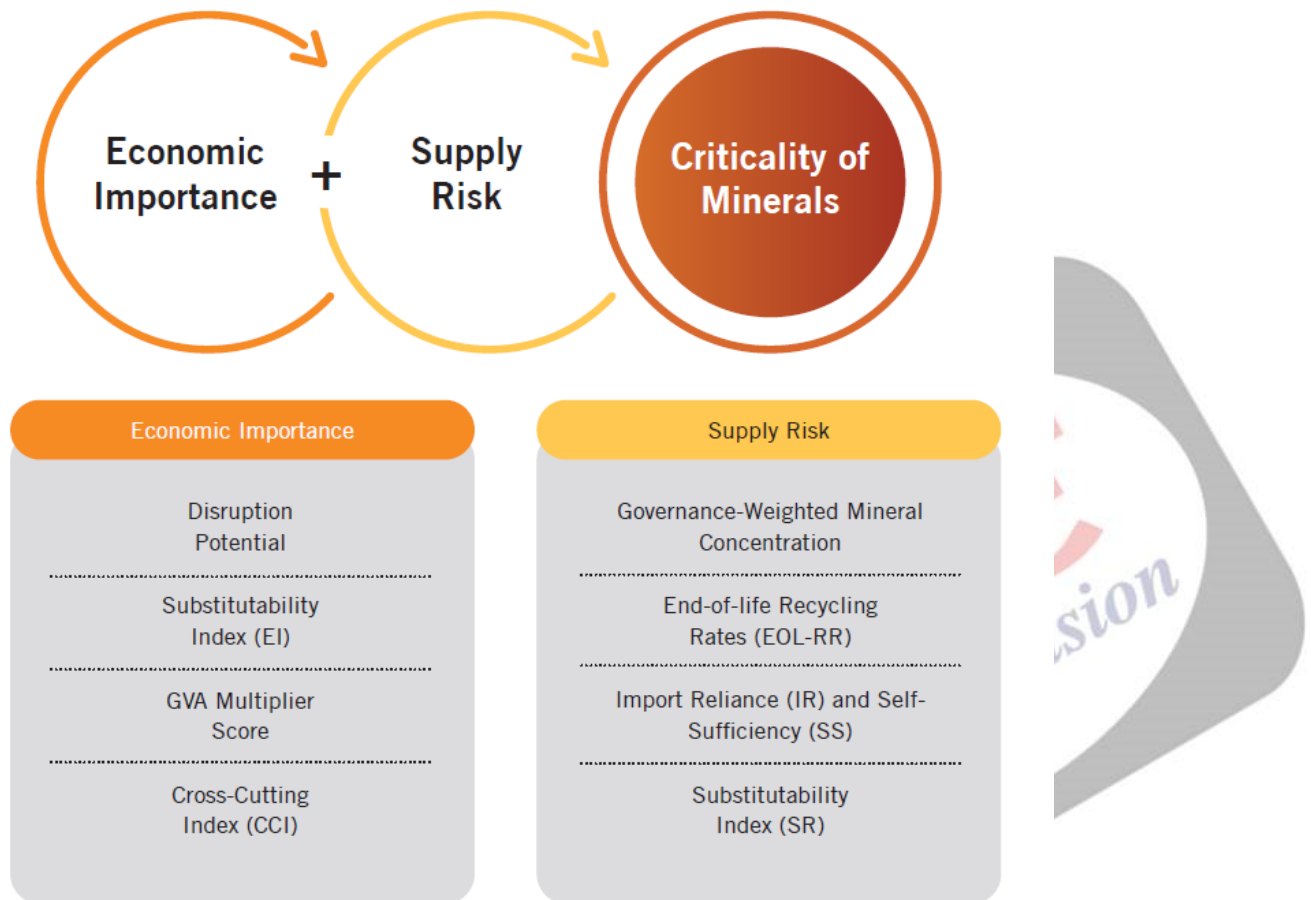 Economic
Importance
+
Supply
Risk
Criticality of
Minerals
Economic Importance
Disruption
Potential
Substitutability
Index (EI)
GVA Multiplier
Score
Cross-Cutting
Index (CCI)
Supply Risk
Governance-Weighted Mineral
Concentration
End-of-life Recycling
Rates (EOL-RR)
Import Reliance (IR) and Self-
Sufficiency (SS)
Substitutability
Index (SR)